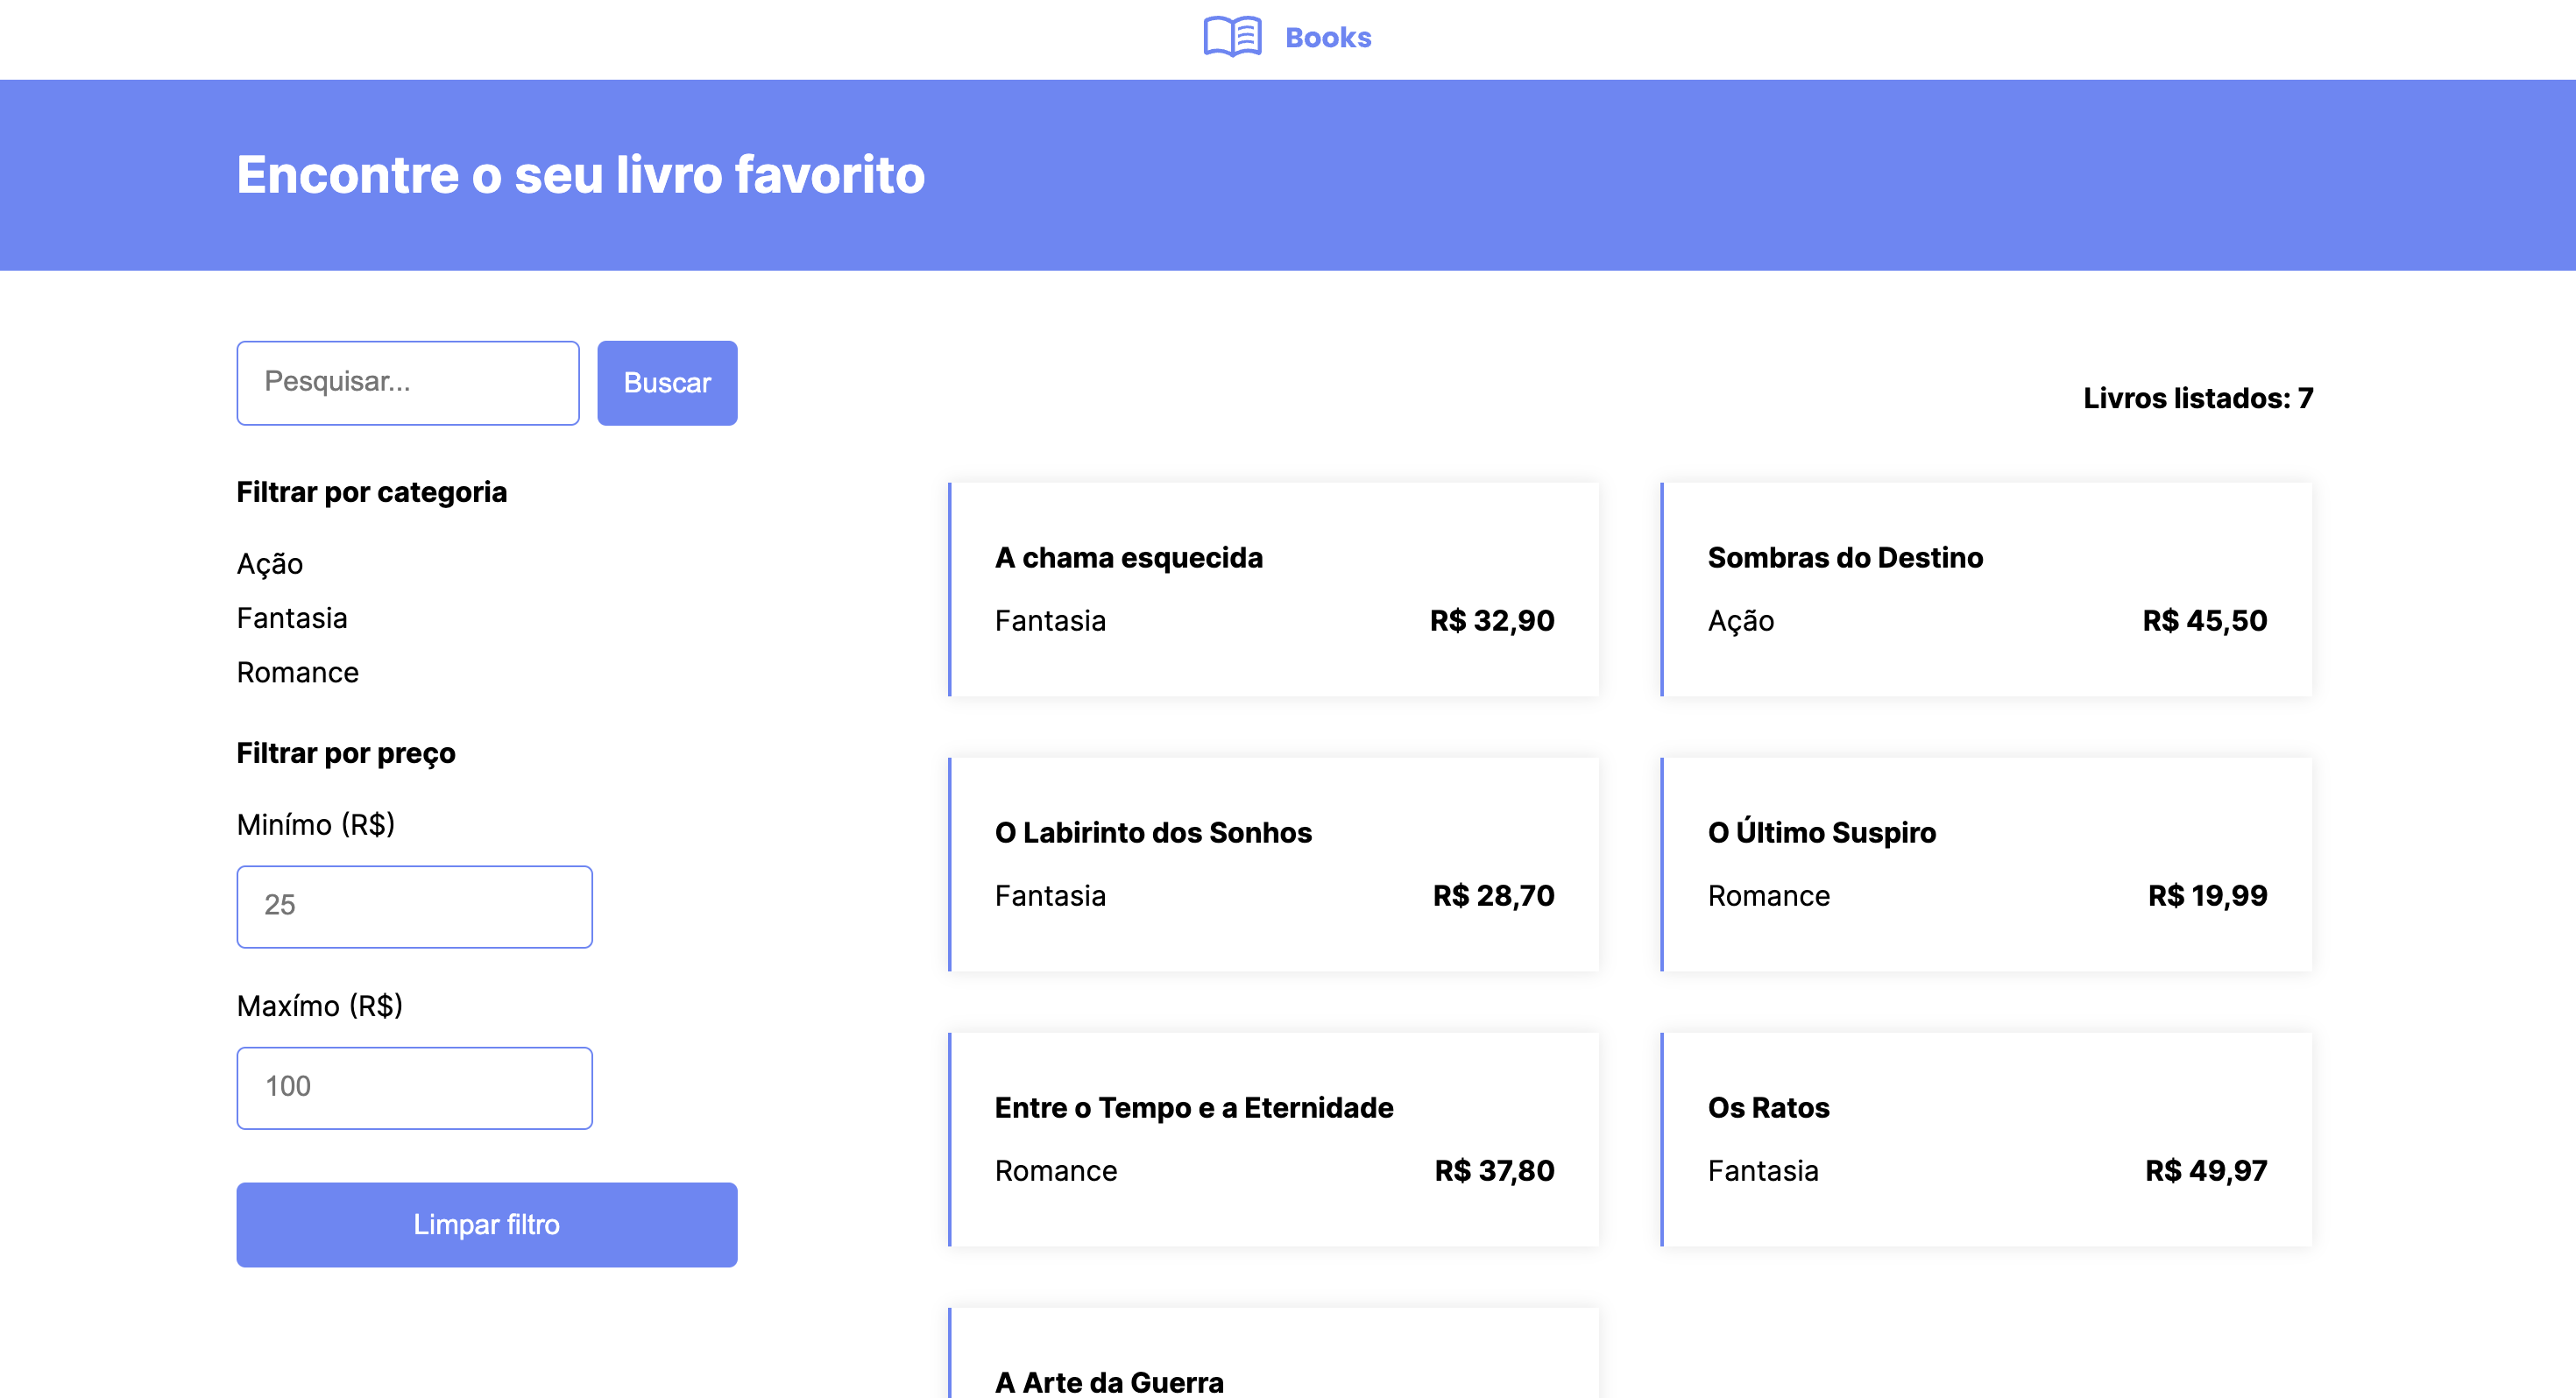 Books
Encontre o seu livro favorito
Pesquisar...
Buscar
Filtrar por categoria
Ação
Fantasia
Romance
Filtrar por preço
Minímo (R$)
25
Maxímo (R$)
100
Limpar filtro
Livros listados: 7
A chama esquecida
Fantasia R$ 32,90
Sombras do Destino
Ação R$ 45,50
O Labirinto dos Sonhos
Fantasia R$ 28,70
O Último Suspiro
Romance R$ 19,99
Entre o Tempo e a Eternidade
Romance R$ 37,80
Os Ratos
Fantasia R$ 49,97
A Arte da Guerra